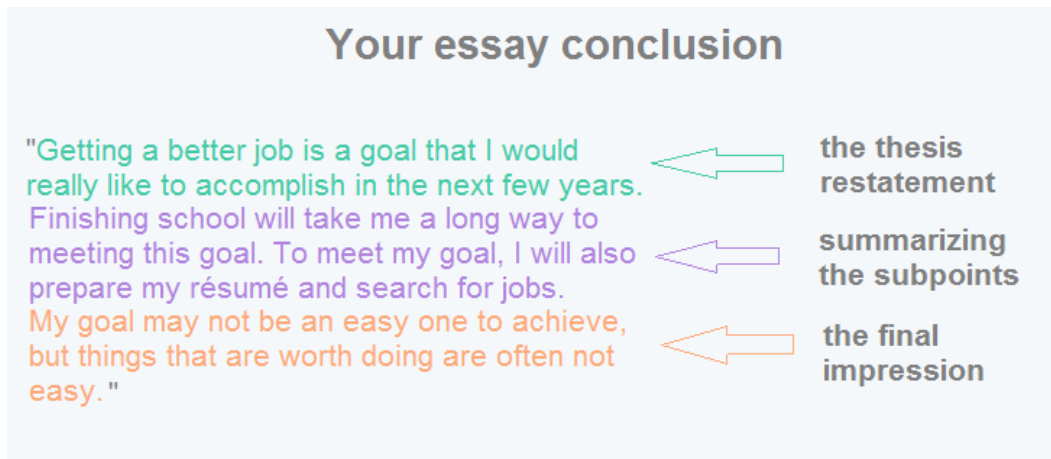 Your essay conclusion
"Getting a better job is a goal that I would
really like to accomplish in the next few years.
Finishing school will take me a long way to
meeting this goal. To meet my goal, I will also
prepare my résumé and search for jobs.
My goal may not be an easy one to achieve,
but things that are worth doing are often not
easy. "
the thesis
restatement
summarizing
the subpoints
the final
impression